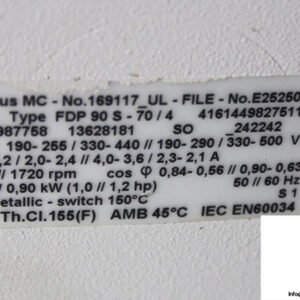 us MC - No.169117_UL - FILE - No.E25250
Type FDP 90 S - 70 / 4 4161449827511
987758 13628181 SO _242242
190- 255 / 330- 440 // 190- 290 / 330- 500 V
,2 / 2,0- 2,4 // 4,0- 3,6 / 2,3- 2,1 A
// 1720 rpm cos φ 0,84- 0,56 // 0,90- 0,63
/ 0,90 kW (1,0 // 1,2 hp) 50 // 60 Hz
etallic - switch 150°C S 1
Th.Cl.155(F) AMB 45°C IEC EN60034